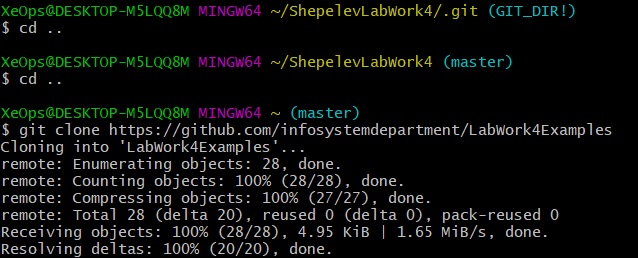 XeOps@DESKTOP-M5LQQ8M MINGW64 ~/ShepelevLabWork4/.git (GIT_DIR!)
$ cd ..
XeOps@DESKTOP-M5LQQ8M MINGW64 ~/ShepelevLabWork4 (master)
$ cd ..
XeOps@DESKTOP-M5LQQ8M MINGW64 ~ (master)
$ git clone https://github.com/infosystemdepartment/LabWork4Examples
Cloning into 'LabWork4Examples'...
remote: Enumerating objects: 28, done.
remote: Counting objects: 100% (28/28), done.
remote: Compressing objects: 100% (27/27), done.
remote: Total 28 (delta 20), reused 0 (delta 0), pack-reused 0
Receiving objects: 100% (28/28), 4.95 KiB | 1.65 MiB/s, done.
Resolving deltas: 100% (20/20), done.